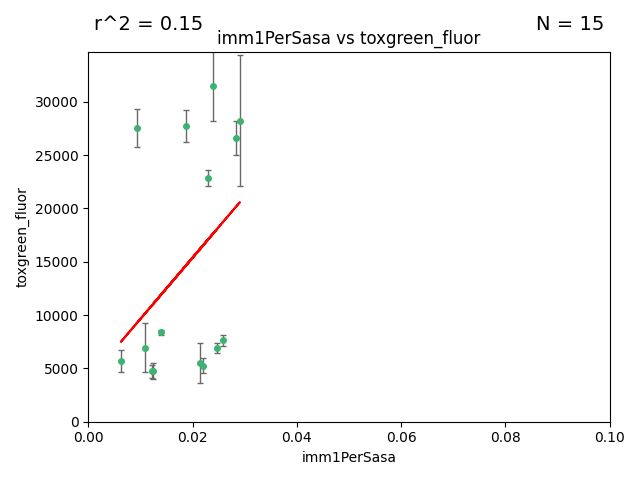 r^2 = 0.15
N = 15
imm1PerSasa vs toxgreen_fluor
toxgreen_fluor
30000
25000
20000
15000
10000
5000
0
0.00
0.02
0.04
0.06
0.08
0.10
imm1PerSasa